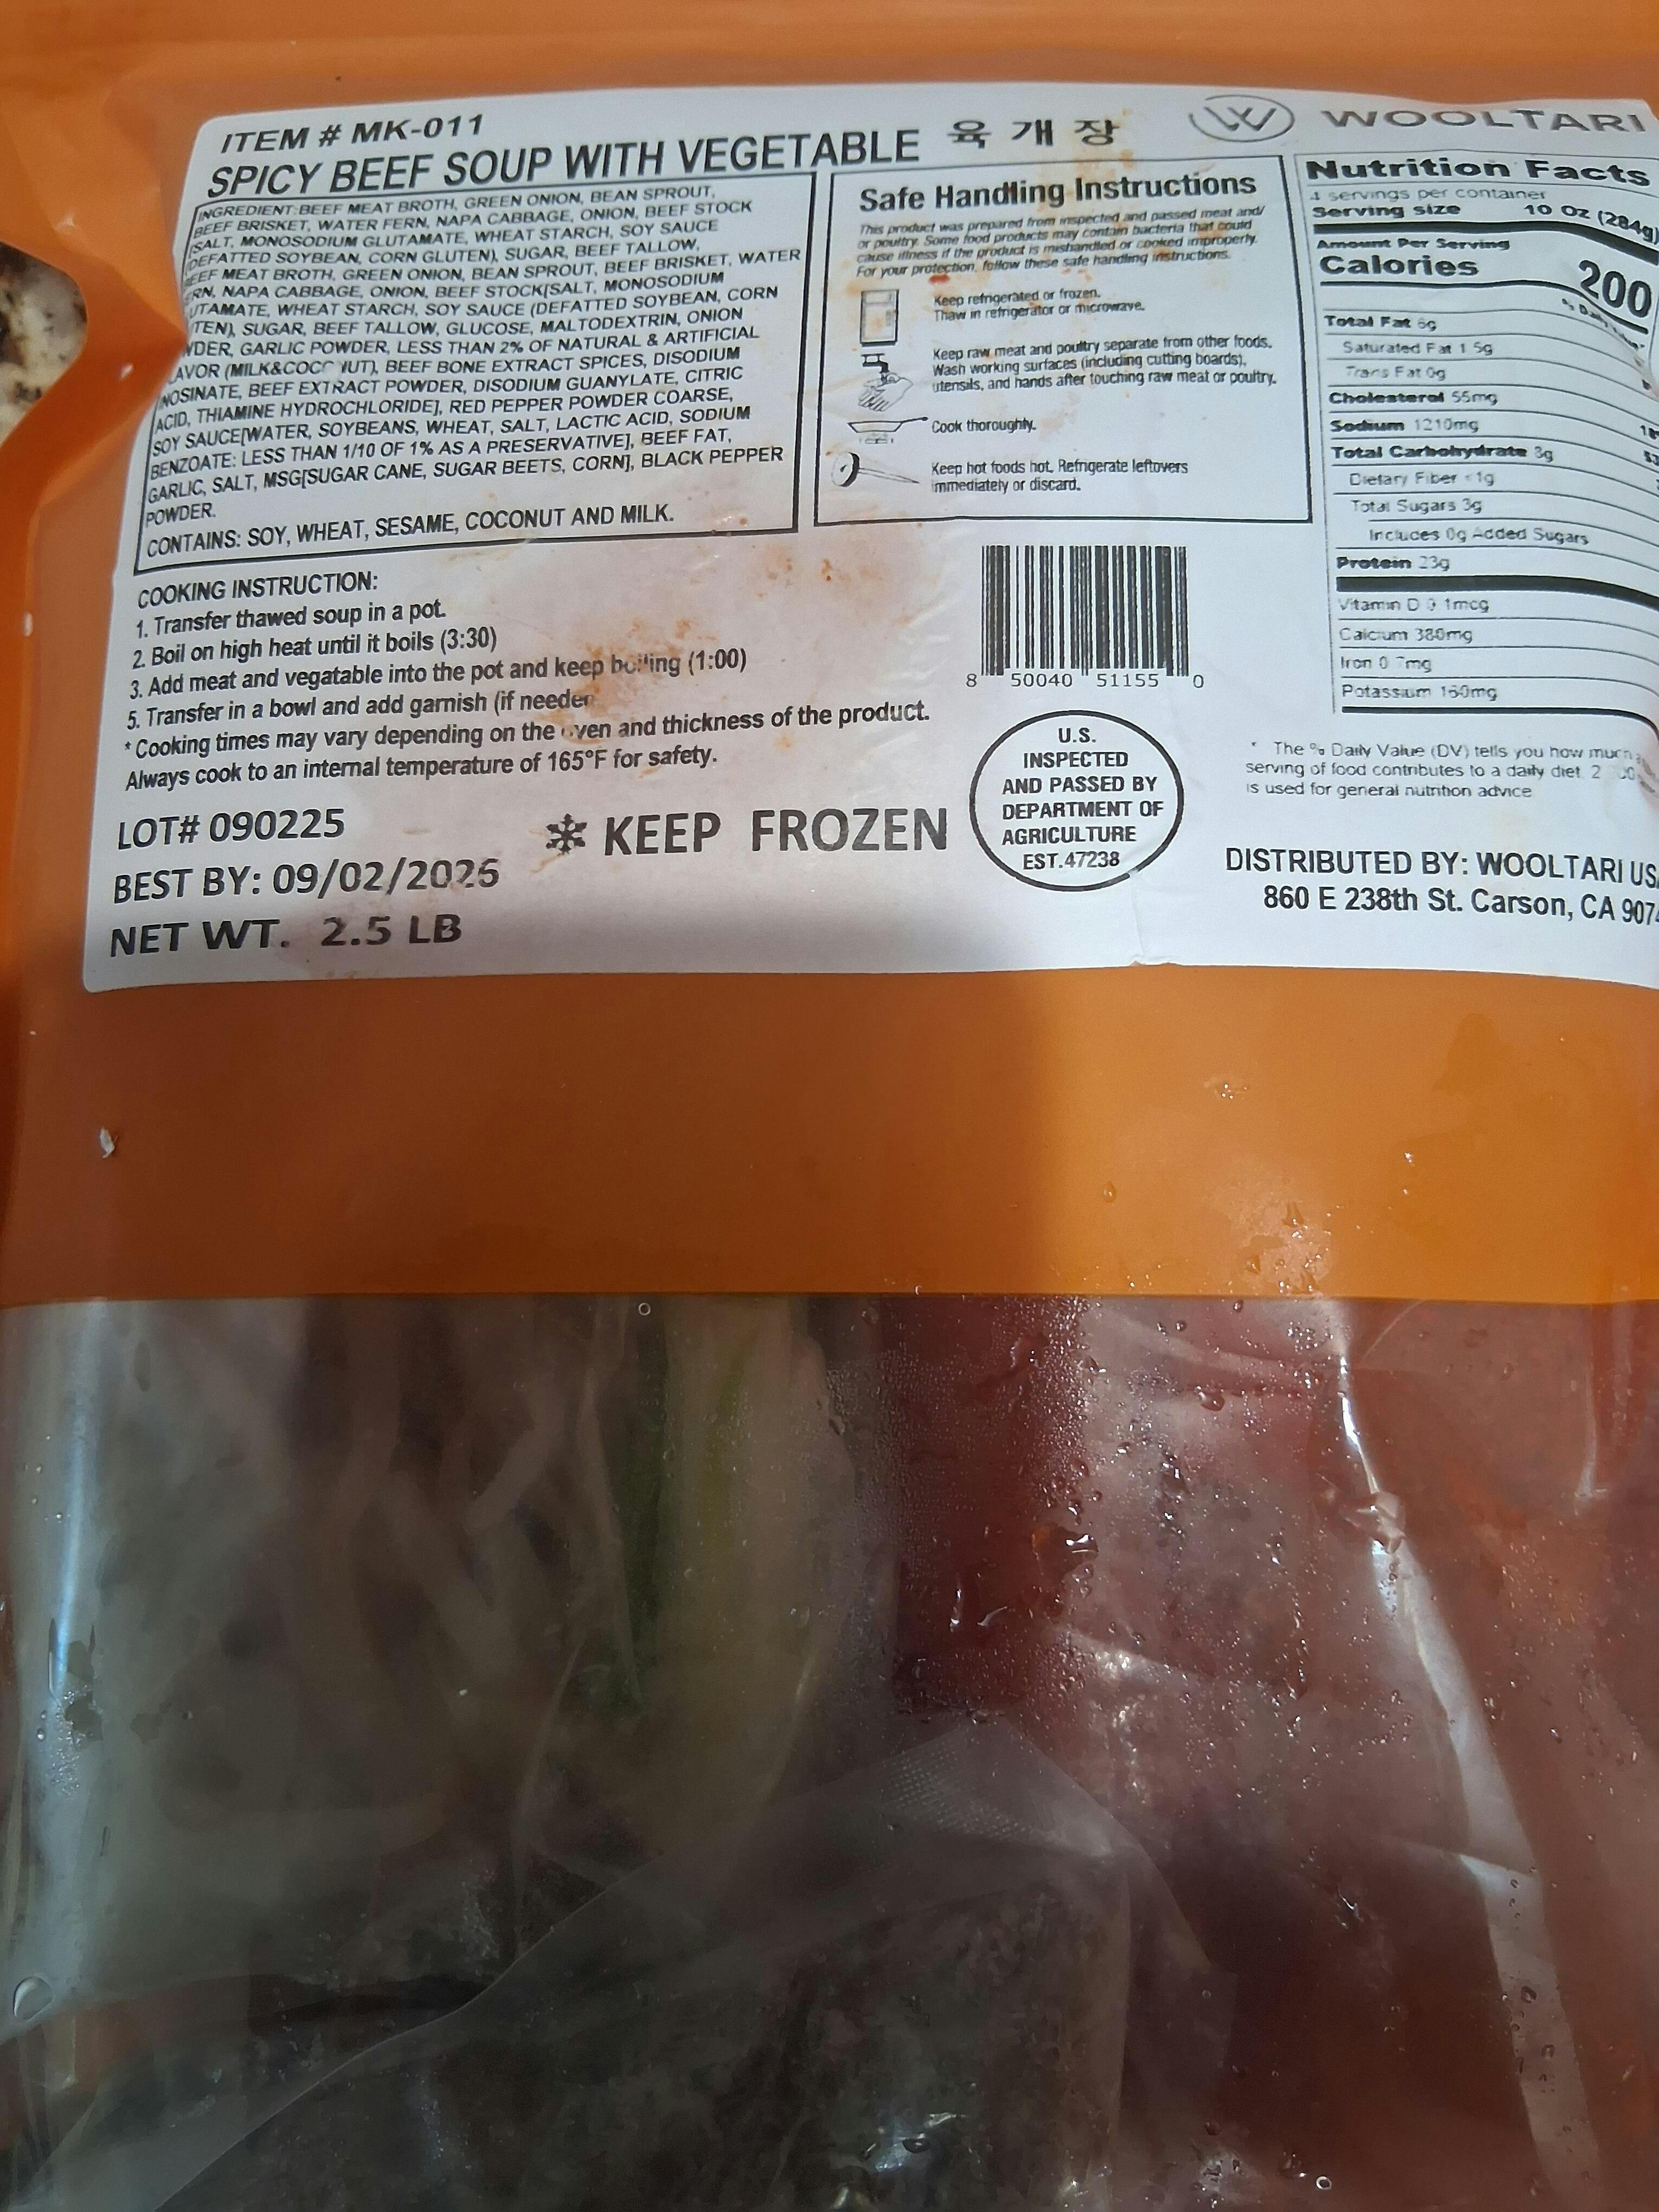 ITEM # MK-011
SPICY BEEF SOUP WITH VEGETABLE 육개장
W WOOLTARI
INGREDIENT:BEEF MEAT BROTH, GREEN ONION, BEAN SPROUT,
BEEF BRISKET, WATER FERN, NAPA CABBAGE, ONION, BEEF STOCK
[SALT, MONOSODIUM GLUTAMATE, WHEAT STARCH, SOY SAUCE
(DEFATTED SOYBEAN, CORN GLUTEN), SUGAR, BEEF TALLOW,
BEEF MEAT BROTH, GREEN ONION, BEAN SPROUT, BEEF BRISKET, WATER
ERN, NAPA CABBAGE, ONION, BEEF STOCK[SALT, MONOSODIUM
UTAMATE, WHEAT STARCH, SOY SAUCE (DEFATTED SOYBEAN, CORN
TEN), SUGAR, BEEF TALLOW, GLUCOSE, MALTODEXTRIN, ONION
WDER, GARLIC POWDER, LESS THAN 2% OF NATURAL & ARTIFICIAL
LAVOR (MILK&COC NUT), BEEF BONE EXTRACT SPICES, DISODIUM
NOSINATE, BEEF EXTRACT POWDER, DISODIUM GUANYLATE, CITRIC
ACID, THIAMINE HYDROCHLORIDE], RED PEPPER POWDER COARSE,
SOY SAUCE[WATER, SOYBEANS, WHEAT, SALT, LACTIC ACID, SODIUM
BENZOATE: LESS THAN 1/10 OF 1% AS A PRESERVATIVE], BEEF FAT,
GARLIC, SALT, MSG[SUGAR CANE, SUGAR BEETS, CORN], BLACK PEPPER
POWDER.
CONTAINS: SOY, WHEAT, SESAME, COCONUT AND MILK.
Safe Handling Instructions
This product was prepared from inspected and passed meat and/
or poultry. Some food products may contain bacteria that could
cause illness if the product is mishandled or cooked improperly.
For your protection, follow these safe handling instructions.
Keep refrigerated or frozen.
Thaw in refrigerator or microwave.
Keep raw meat and poultry separate from other foods.
Wash working surfaces (including cutting boards),
utensils, and hands after touching raw meat or poultry.
Cook thoroughly.
Keep hot foods hot. Refrigerate leftovers
immediately or discard.
Nutrition Facts
4 servings per container
Serving size 10 Oz (284g)
Amount Per Serving
Calories 200
Total Fat 6g
Saturated Fat 1.5g
Trans Fat 0g
Cholesterol 55mg
Sodium 1210mg
Total Carbohydrate 3g
Dietary Fiber <1g
Total Sugars 3g
Includes 0g Added Sugars
Protein 23g
Vitamin D 0.1mcg
Calcium 380mg
Iron 0.7mg
Potassium 160mg
* The % Daily Value (DV) tells you how much
serving of food contributes to a daily diet. 2
is used for general nutrition advice
COOKING INSTRUCTION:
1. Transfer thawed soup in a pot.
2. Boil on high heat until it boils (3:30)
3. Add meat and vegatable into the pot and keep boiling (1:00)
5. Transfer in a bowl and add garnish (if needed
* Cooking times may vary depending on the oven and thickness of the product.
Always cook to an internal temperature of 165°F for safety.
8 50040 51155 0
LOT# 090225
BEST BY: 09/02/2026
NET WT. 2.5 LB
KEEP FROZEN
U.S.
INSPECTED
AND PASSED BY
DEPARTMENT OF
AGRICULTURE
EST.47238
DISTRIBUTED BY: WOOLTARI US
860 E 238th St. Carson, CA 9074